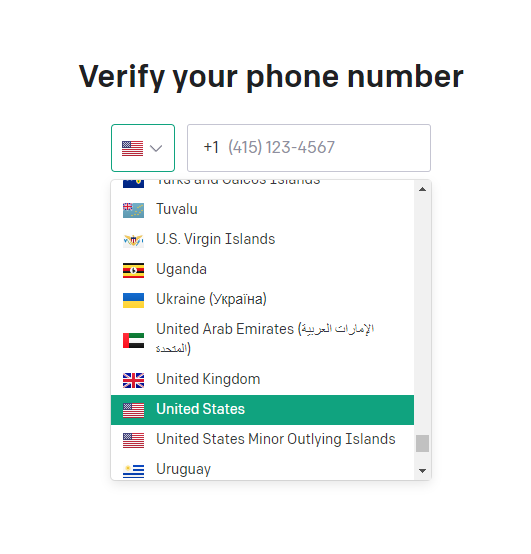 Verify your phone number
+1 (415) 123-4567
Turks and Caicos Islands
Tuvalu
U.S. Virgin Islands
Uganda
Ukraine (Україна)
United Arab Emirates (الإمارات العربية
المتحدة)
United Kingdom
United States
United States Minor Outlying Islands
Uruguay